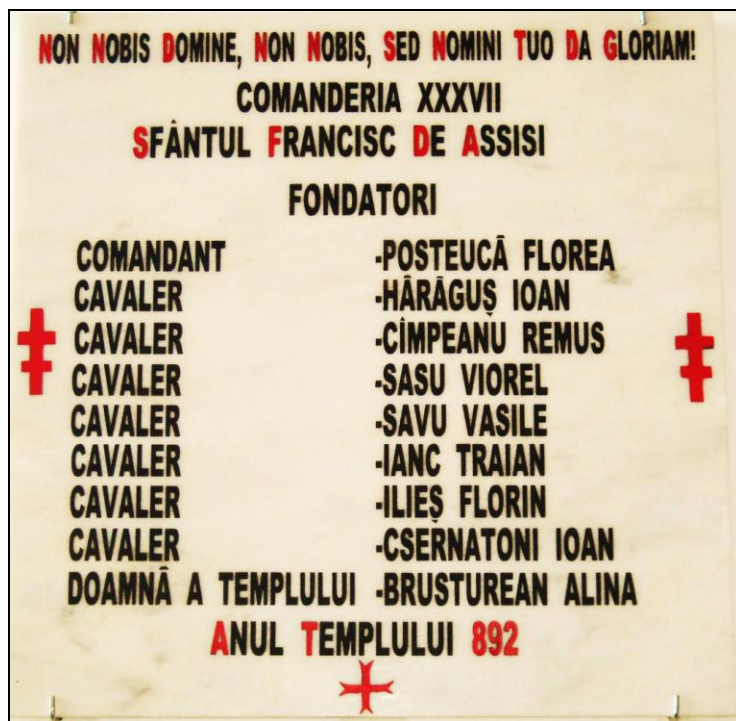 NON NOBIS DOMINE, NON NOBIS, SED NOMINI TUO DA GLORIAM!
COMANDERIA XXXVII
SFÂNTUL FRANCISC DE ASSISI
FONDATORI
COMANDANT -POSTEUCĂ FLOREA
CAVALER -HĂRĂGUȘ IOAN
CAVALER -CÎMPEANU REMUS
CAVALER -SASU VIOREL
CAVALER -SAVU VASILE
CAVALER -IANC TRAIAN
CAVALER -ILIEȘ FLORIN
CAVALER -CSERNATONI IOAN
DOAMNĂ A TEMPLULUI -BRUSTUREAN ALINA
ANUL TEMPLULUI 892